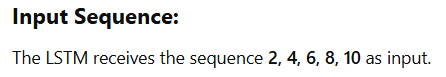 Input Sequence:
The LSTM receives the sequence 2, 4, 6, 8, 10 as input.